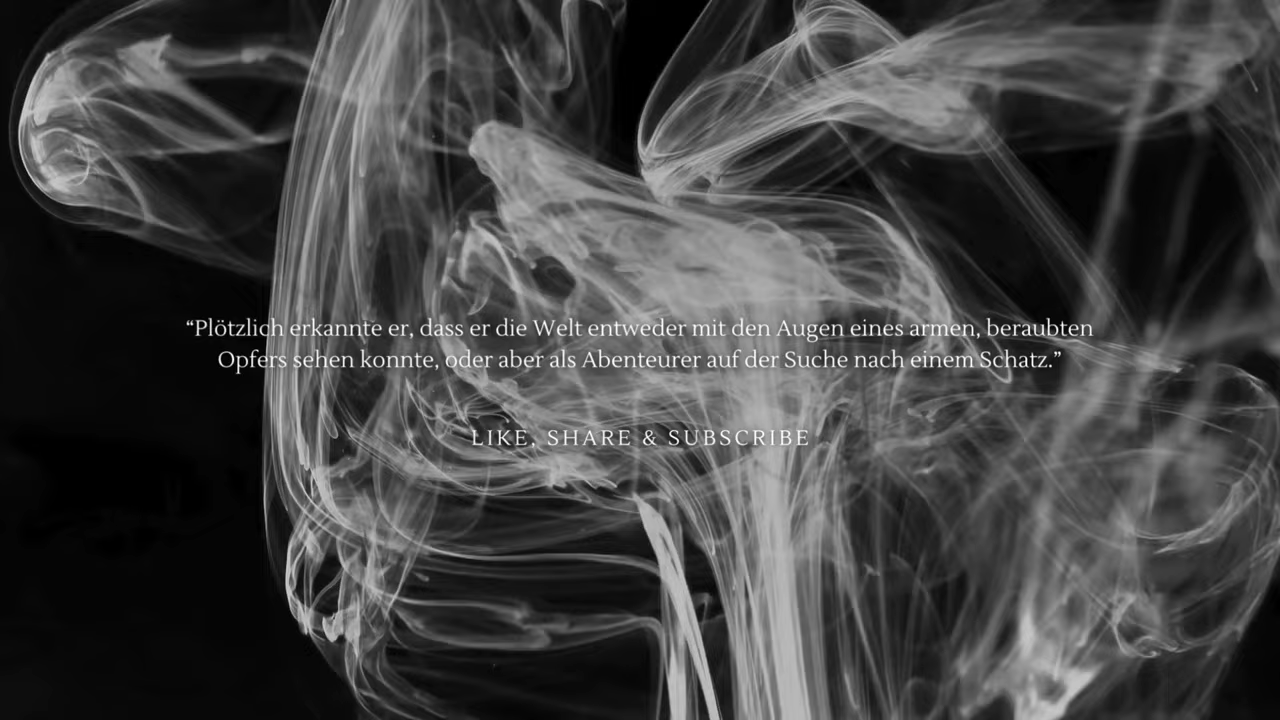 “Plötzlich erkannte er, dass er die Welt entweder mit den Augen eines armen, beraubten
Opfers sehen konnte, oder aber als Abenteurer auf der Suche nach einem Schatz.”
LIKE, SHARE & SUBSCRIBE